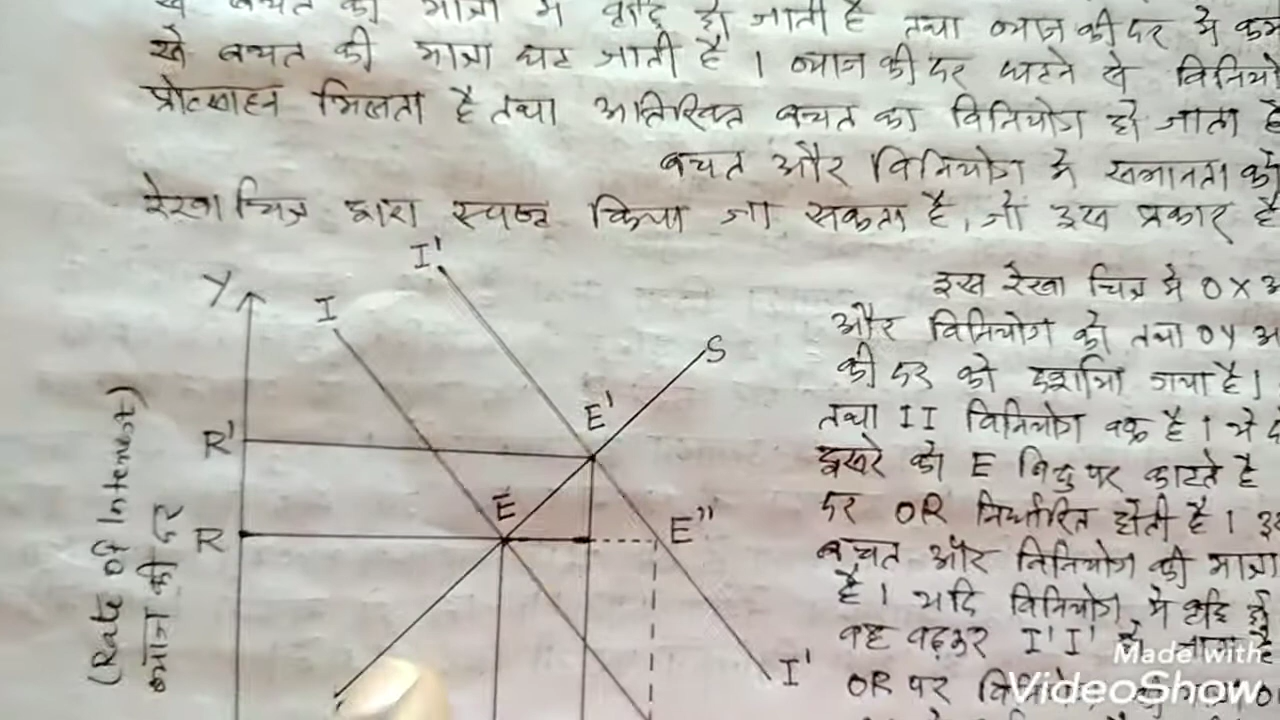 की मात्रा में वृद्धि हो जाती है तथा ब्याज की दर में
से बचत की मात्रा घट जाती है । ब्याज की दर घटने से
प्रोत्साहन मिलता है तथा अतिरिक्त बचत का विनियोग हो जाता है
बचत और विनियोग में समानता को
रेखाचित्र द्वारा स्पष्ट किया जा सकता है, जो इस प्रकार है
इस रेखा चित्र में OX
और विनियोग को तथा OY
की दर को दर्शाया गया है ।
तथा II विनियोग वक्र है । ये
दूसरे को E बिंदु पर काटते है
दर OR निर्धारित होती है ।
बचत और विनियोग की मात्रा
है । यदि विनियोग में वृद्धि
वह बढ़कर I'I'
OR पर
Y
I
I'
S
R'
E'
R
E
E"
I'
(Rate of Interest)
ब्याज की दर
Made with
VideoShow